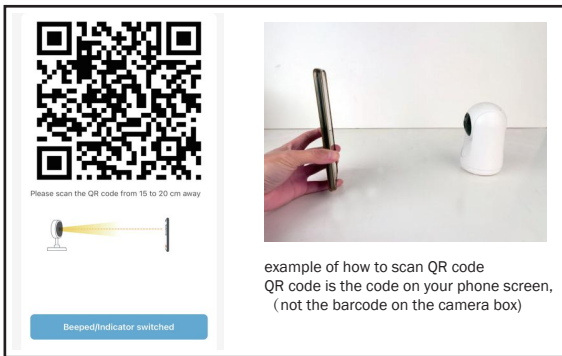 Please scan the QR code from 15 to 20 cm away
Beeped/Indicator switched
example of how to scan QR code
QR code is the code on your phone screen,
（not the barcode on the camera box)